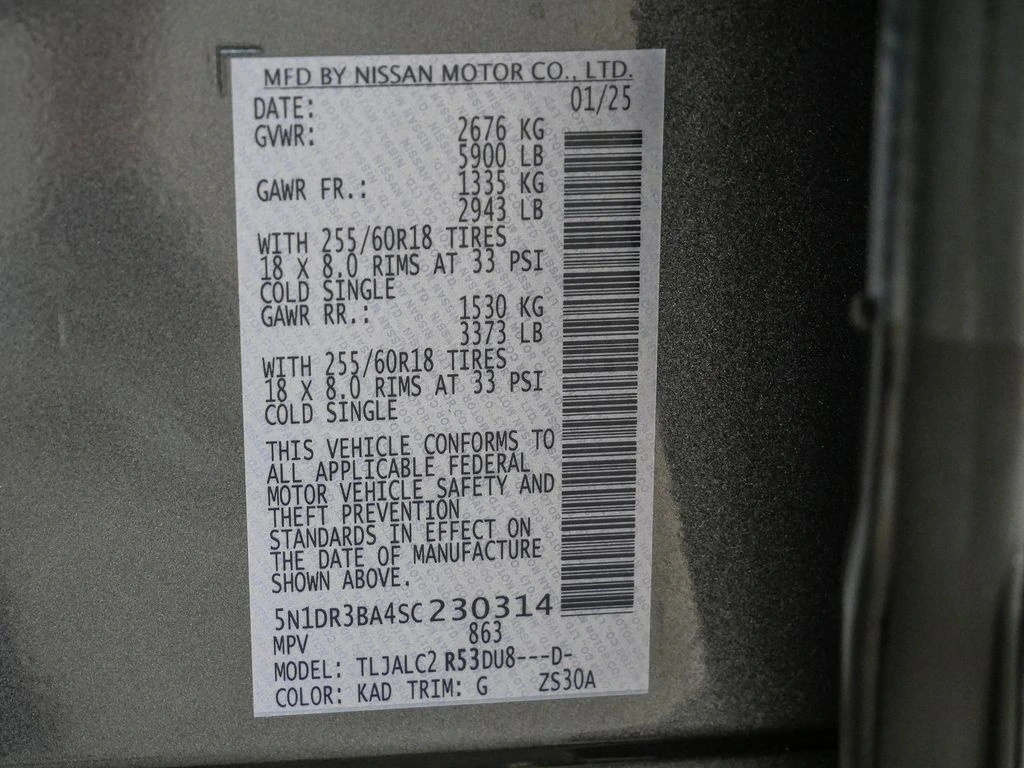 MFD BY NISSAN MOTOR CO., LTD.
DATE: 01/25
GVWR: 2676 KG
5900 LB
GAWR FR.: 1335 KG
2943 LB
WITH 255/60R18 TIRES
18 X 8.0 RIMS AT 33 PSI
COLD SINGLE
GAWR RR.: 1530 KG
3373 LB
WITH 255/60R18 TIRES
18 X 8.0 RIMS AT 33 PSI
COLD SINGLE
THIS VEHICLE CONFORMS TO
ALL APPLICABLE FEDERAL
MOTOR VEHICLE SAFETY AND
THEFT PREVENTION
STANDARDS IN EFFECT ON
THE DATE OF MANUFACTURE
SHOWN ABOVE.
5N1DR3BA4SC230314
MPV 863
MODEL: TLJALC2 R53DU8---D-
COLOR: KAD TRIM: G ZS30A